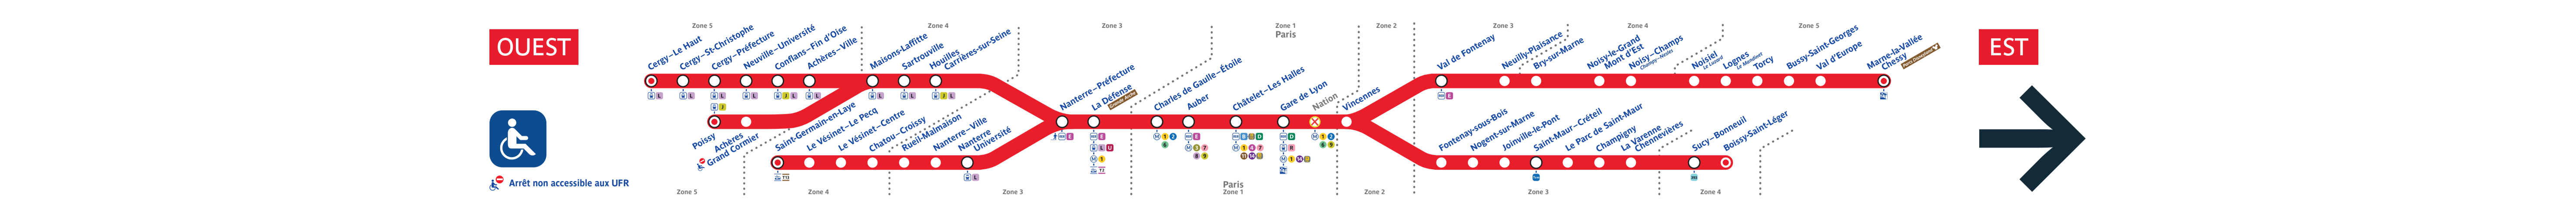 OUEST
Arrêt non accessible aux UFR
Zone 5
Zone 4
Zone 3
Zone 1
Paris
Zone 2
Zone 3
Zone 4
Zone 5
Cergy–Le Haut
Cergy–St-Christophe
Cergy–Préfecture
Neuville–Université
Conflans–Fin d'Oise
Achères–Ville
Maisons-Laffitte
Sartrouville
Houilles
Carrières-sur-Seine
Poissy
Achères
Grand Cormier
Saint-Germain-en-Laye
Le Vésinet–Le Pecq
Le Vésinet–Centre
Chatou–Croissy
Rueil-Malmaison
Nanterre–Ville
Nanterre
Université
Nanterre–Préfecture
La Défense
Grande Arche
Charles de Gaulle–Étoile
Auber
Châtelet–Les Halles
Gare de Lyon
Nation
Vincennes
Val de Fontenay
Neuilly-Plaisance
Bry-sur-Marne
Noisy-le-Grand
Mont d'Est
Noisy–Champs
Noisiel
Le Luzard
Lognes
Le Mandinet
Torcy
Bussy-Saint-Georges
Val d'Europe
Marne-la-Vallée
Chessy
Fontenay-sous-Bois
Nogent-sur-Marne
Joinville-le-Pont
Saint-Maur–Créteil
Le Parc de Saint-Maur
Champigny
La Varenne
Chennevières
Sucy–Bonneuil
Boissy-Saint-Léger
Zone 5
Zone 4
Zone 3
Paris
Zone 1
Zone 2
Zone 3
Zone 4
EST